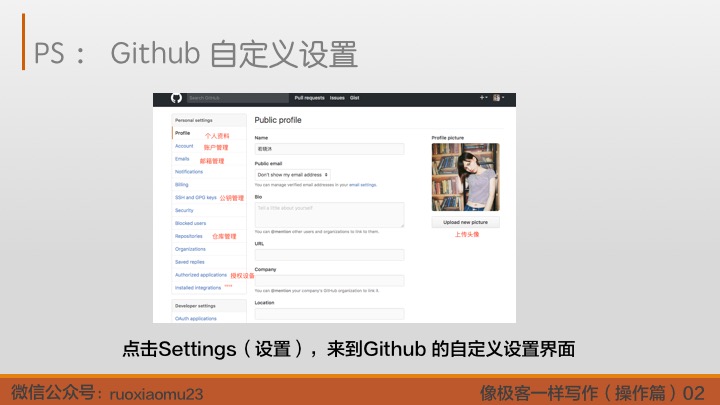 PS： Github 自定义设置
Search GitHub
Pull requests Issues Gist
Personal settings
Profile 个人资料
Account 账户管理
Emails 邮箱管理
Notifications
Billing
SSH and GPG keys 公钥管理
Security
Blocked users
Repositories 仓库管理
Organizations
Saved replies
Authorized applications 授权设备
Installed integrations
Developer settings
OAuth applications
Public profile
Name
Public email
Don't show my email address
You can manage verified email addresses in your email settings.
Bio
Tell us a little about yourself
You can @mention other users and organizations to link to them.
URL
Company
You can @mention your company's GitHub organization to link it.
Location
Profile picture
Upload new picture
上传头像
点击Settings（设置），来到Github 的自定义设置界面
微信公众号：ruoxiaomu23
像极客一样写作（操作篇）02